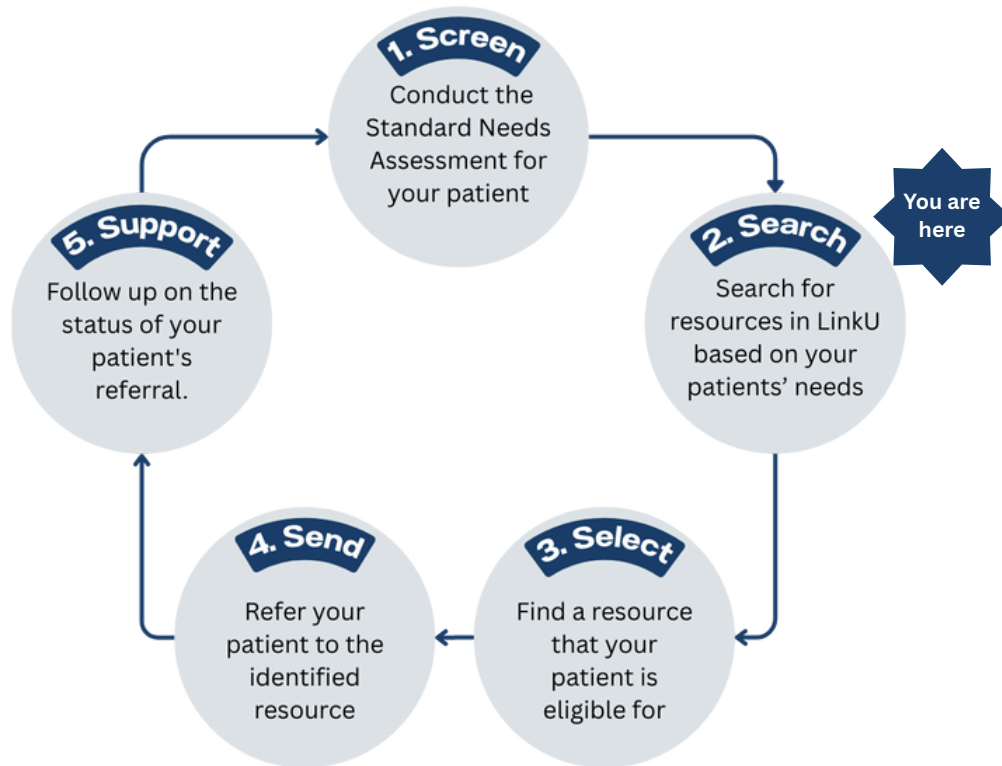 1. Screen
Conduct the
Standard Needs
Assessment for
your patient
You are
here
2. Search
Search for
resources in LinkU
based on your
patients’ needs
3. Select
Find a resource
that your
patient is
eligible for
4. Send
Refer your
patient to the
identified
resource
5. Support
Follow up on the
status of your
patient's
referral.